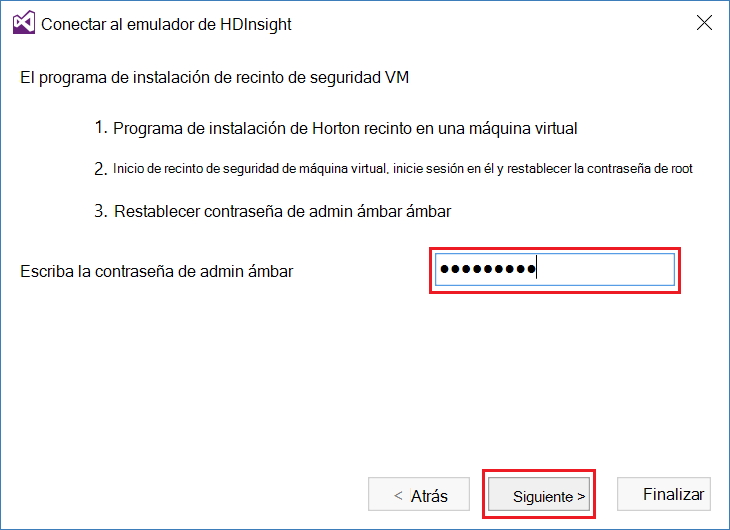 Conectar al emulador de HDInsight
El programa de instalación de recinto de seguridad VM
1. Programa de instalación de Horton recinto en una máquina virtual
2. Inicio de recinto de seguridad de máquina virtual, inicie sesión en él y restablecer la contraseña de root
3. Restablecer contraseña de admin ámbar ámbar
Escriba la contraseña de admin ámbar ●●●●●●●●●
< Atrás Siguiente > Finalizar